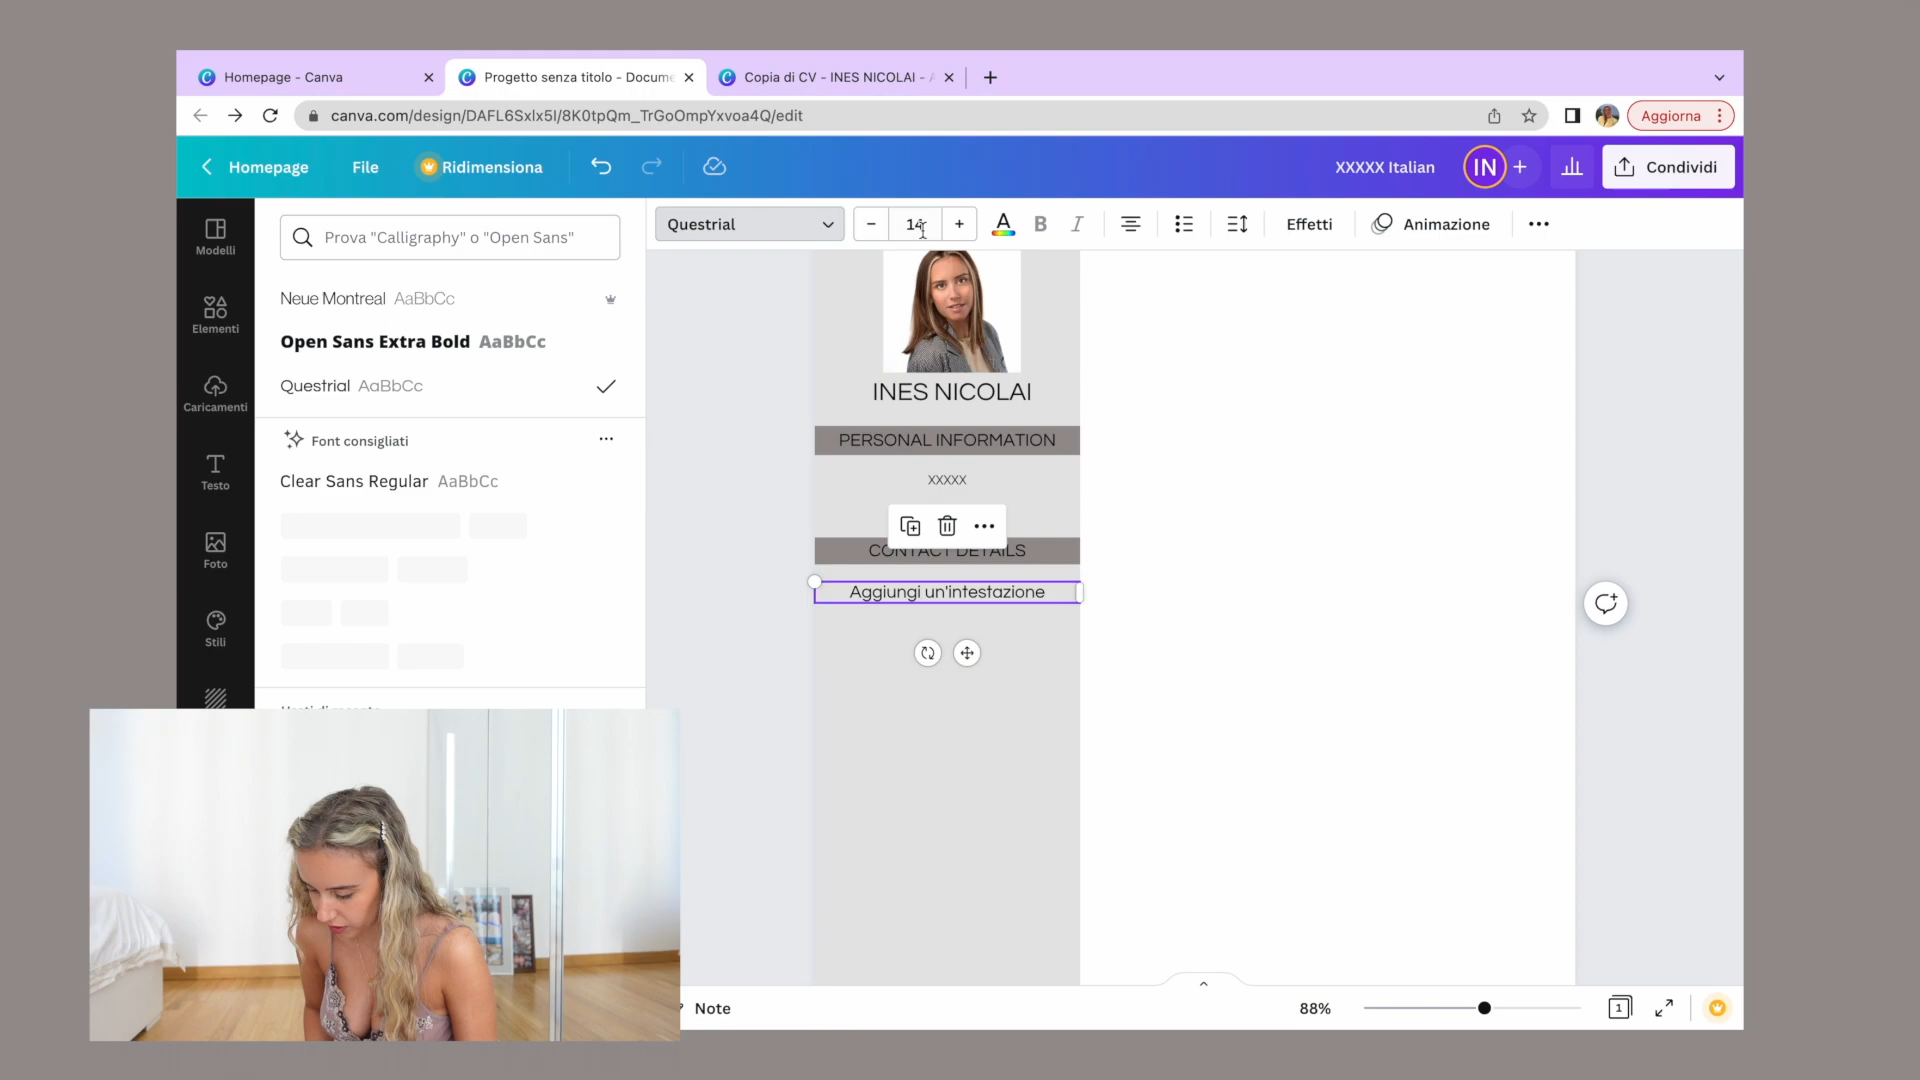 Homepage - Canva
Progetto senza titolo - Docume
Copia di CV - INES NICOLAI - A
canva.com/design/DAFL6Sxlx5I/8K0tpQm_TrGoOmpYxvoa4Q/edit
Aggiorna
Homepage
File
Ridimensiona
XXXXX Italian
IN
Condividi
Questrial
14
A
B
I
Effetti
Animazione
Prova "Calligraphy" o "Open Sans"
Modelli
Elementi
Caricamenti
Testo
Foto
Stili
Neue Montreal AaBbCc
Open Sans Extra Bold AaBbCc
Questrial AaBbCc
Font consigliati
Clear Sans Regular AaBbCc
INES NICOLAI
PERSONAL INFORMATION
XXXXX
CONTACT DETAILS
Aggiungi un'intestazione
Note
88%
1